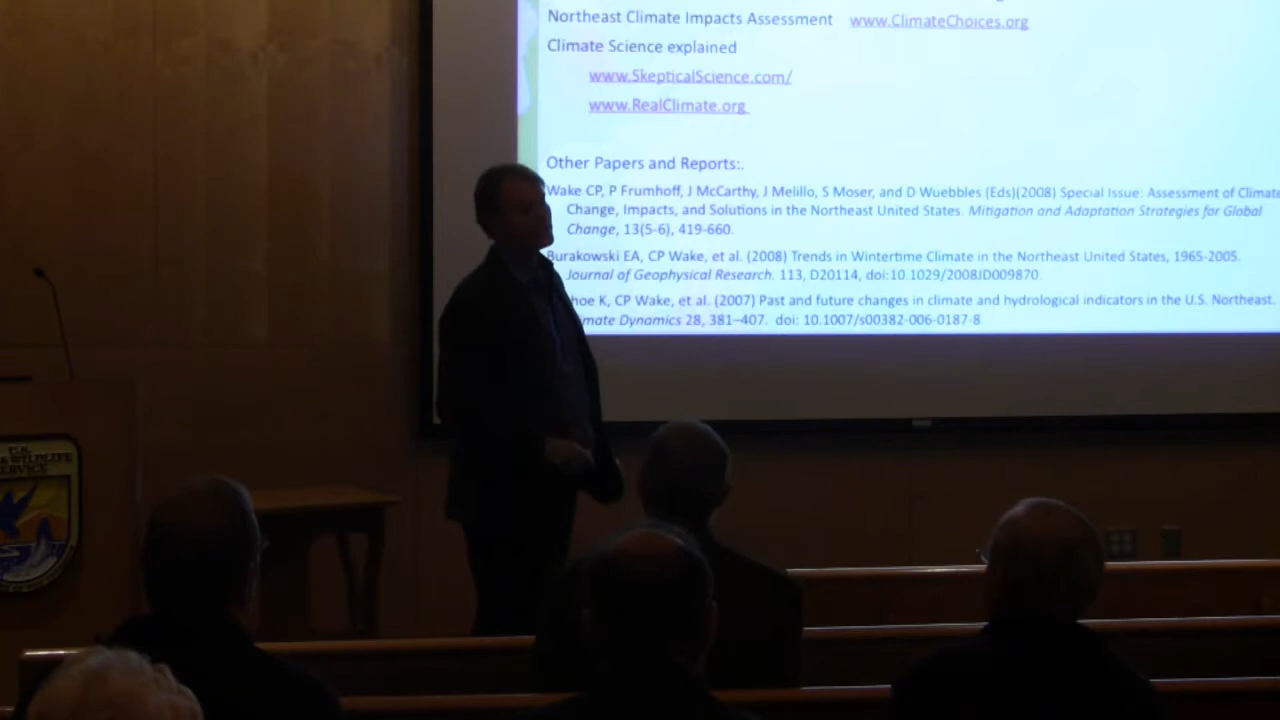 Northeast Climate Impacts Assessment www.ClimateChoices.org
Climate Science explained
www.SkepticalScience.com/
www.RealClimate.org
Other Papers and Reports:.
Wake CP, P Frumhoff, J McCarthy, J Melillo, S Moser, and D Wuebbles (Eds)(2008) Special Issue: Assessment of Climate
Change, Impacts, and Solutions in the Northeast United States. Mitigation and Adaptation Strategies for Global
Change, 13(5-6), 419-660.
Burakowski EA, CP Wake, et al. (2008) Trends in Wintertime Climate in the Northeast United States, 1965-2005.
Journal of Geophysical Research. 113, D20114, doi:10.1029/2008JD009870.
hoe K, CP Wake, et al. (2007) Past and future changes in climate and hydrological indicators in the U.S. Northeast.
mate Dynamics 28, 381–407. doi: 10.1007/s00382-006-0187-8
U.S.
& WILDLIFE
SERVICE